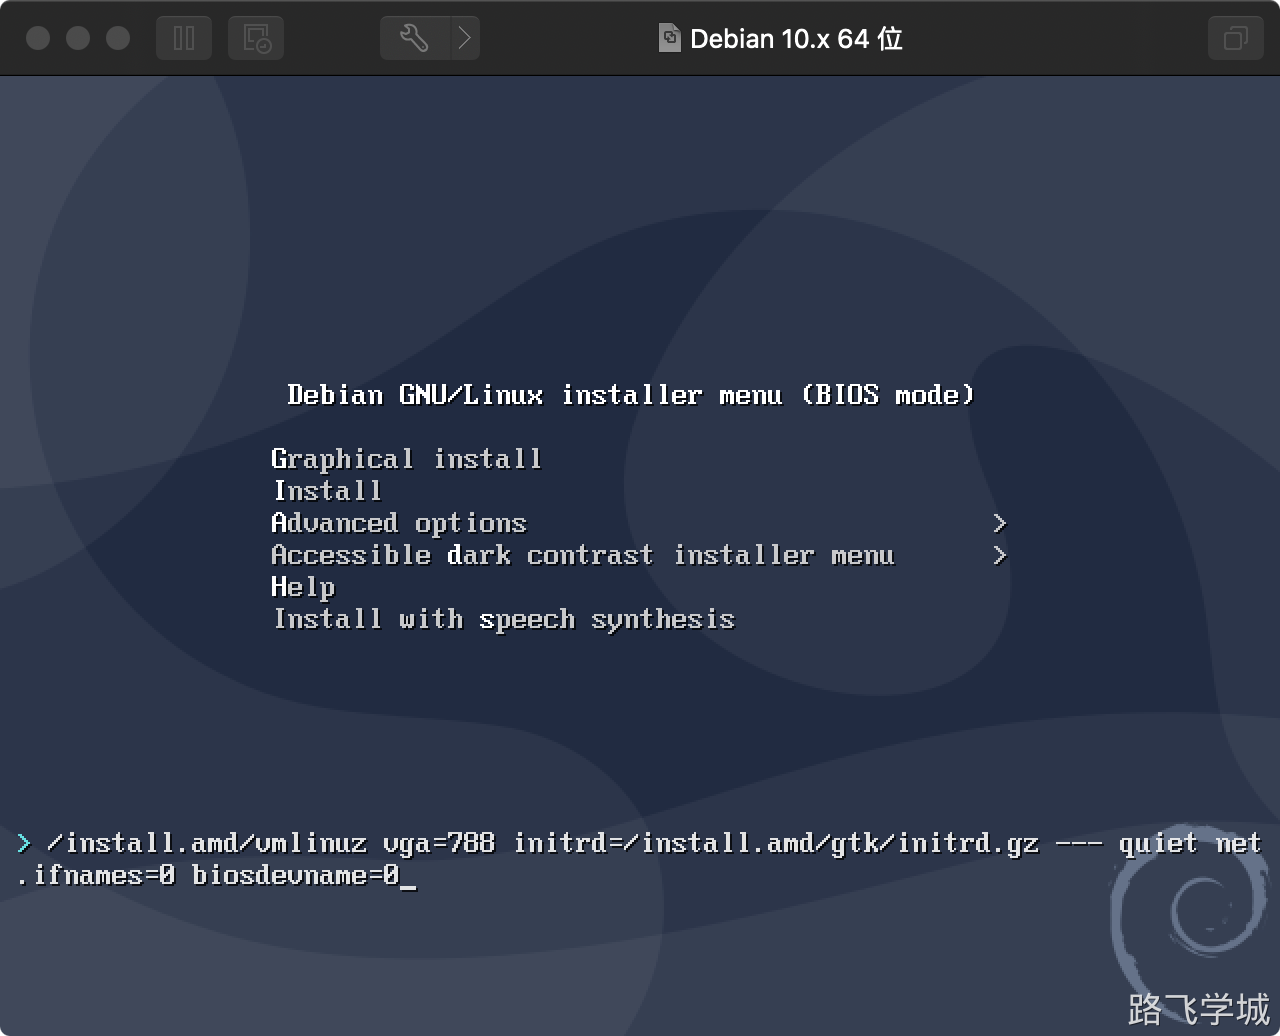 Debian 10.x 64 位
Debian GNU/Linux installer menu (BIOS mode)
Graphical install
Install
Advanced options >
Accessible dark contrast installer menu >
Help
Install with speech synthesis
> /install.amd/vmlinuz vga=788 initrd=/install.amd/gtk/initrd.gz --- quiet net
.ifnames=0 biosdevname=0_
路飞学城